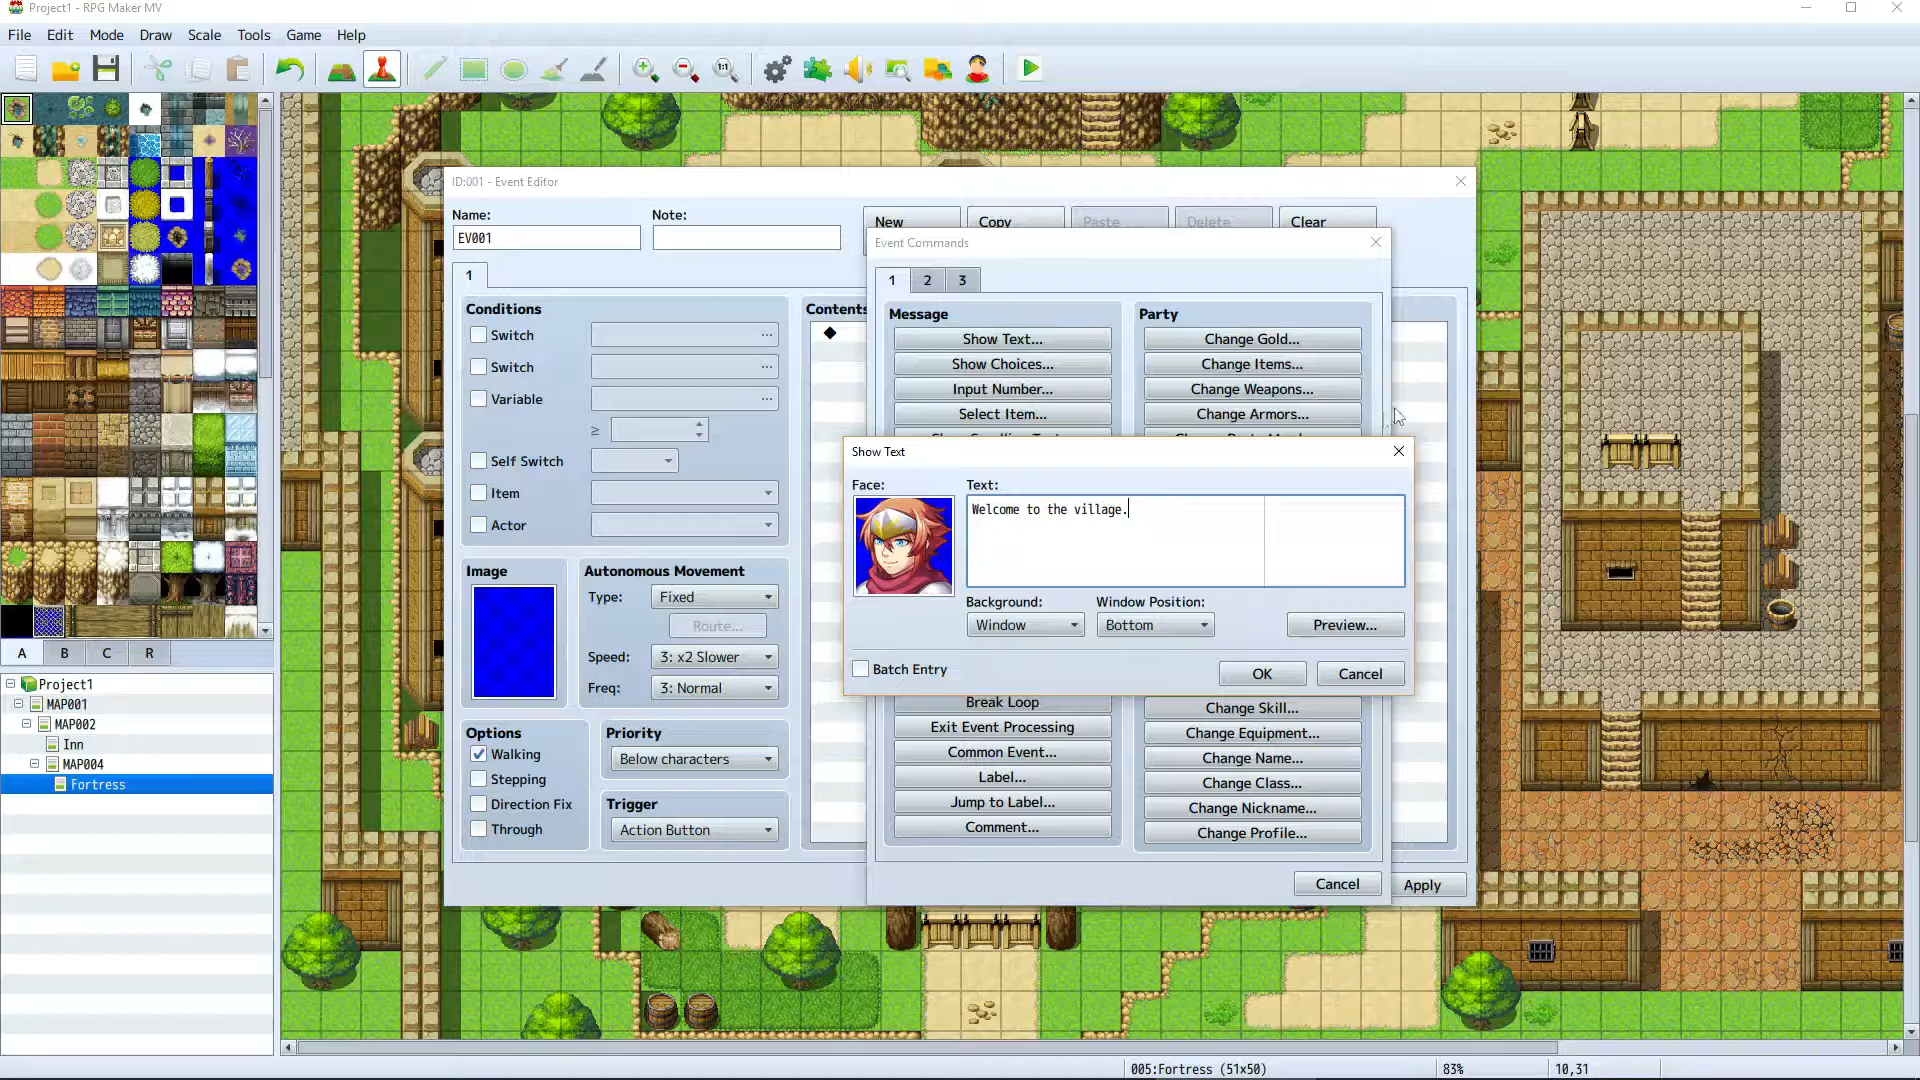 Project1 - RPG Maker MV
File Edit Mode Draw Scale Tools Game Help
1:1
ID:001 - Event Editor
Name:
Note:
EV001
New
Copy
Paste
Delete
Clear
1
Conditions
Switch ...
Switch ...
Variable ...
≥
Self Switch
Item
Actor
Image
Autonomous Movement
Type: Fixed
Route...
Speed: 3: x2 Slower
Freq: 3: Normal
Options
Walking
Stepping
Direction Fix
Through
Priority
Below characters
Trigger
Action Button
Contents
Event Commands
1 2 3
Message
Show Text...
Show Choices...
Input Number...
Select Item...
Party
Change Gold...
Change Items...
Change Weapons...
Change Armors...
Show Text
Face:
Text:
Welcome to the village.
Background:
Window
Window Position:
Bottom
Preview...
Batch Entry
OK
Cancel
Break Loop
Exit Event Processing
Common Event...
Label...
Jump to Label...
Comment...
Change Skill...
Change Equipment...
Change Name...
Change Class...
Change Nickname...
Change Profile...
Cancel
Apply
A B C R
Project1
MAP001
MAP002
Inn
MAP004
Fortress
005:Fortress (51x50)
83%
10,31